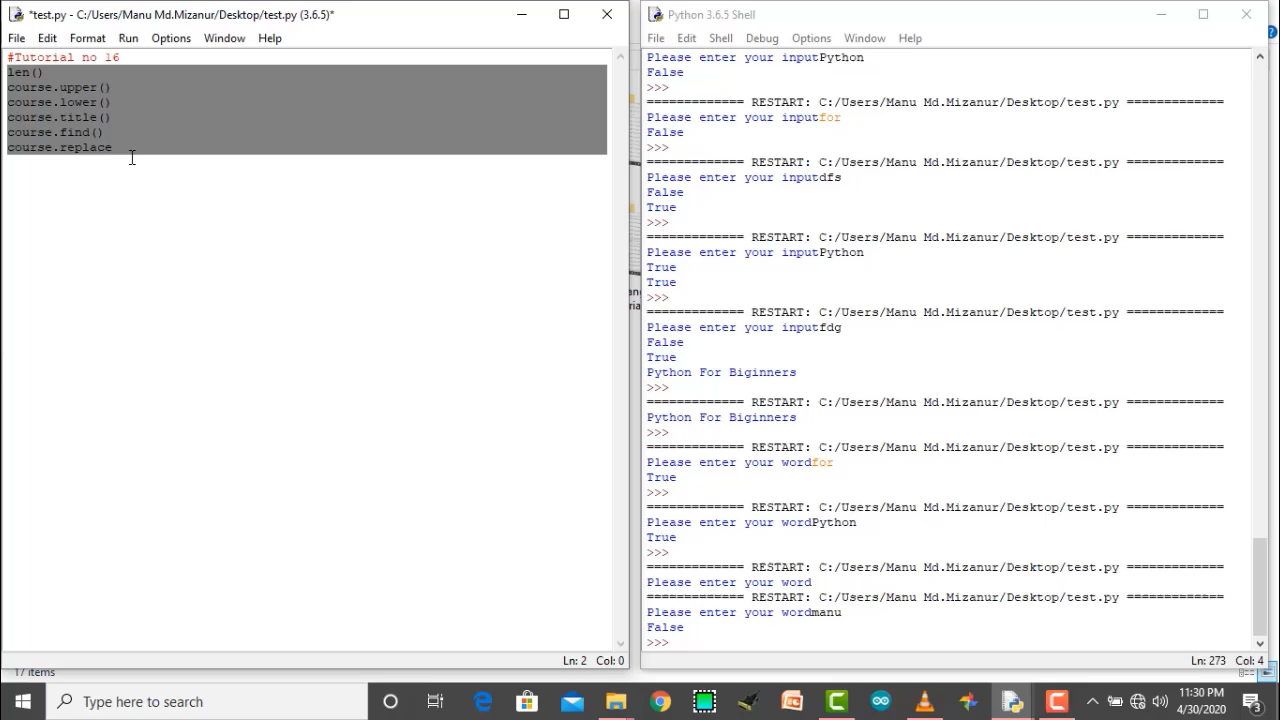 *test.py - C:/Users/Manu Md.Mizanur/Desktop/test.py (3.6.5)*
File Edit Format Run Options Window Help
#Tutorial no 16
len()
course.upper()
course.lower()
course.title()
course.find()
course.replace
Ln: 2 Col: 0
17 items
Python 3.6.5 Shell
File Edit Shell Debug Options Window Help
Please enter your inputPython
False
>>>
============= RESTART: C:/Users/Manu Md.Mizanur/Desktop/test.py =============
Please enter your inputfor
False
>>>
============= RESTART: C:/Users/Manu Md.Mizanur/Desktop/test.py =============
Please enter your inputdfs
False
True
>>>
============= RESTART: C:/Users/Manu Md.Mizanur/Desktop/test.py =============
Please enter your inputPython
True
True
>>>
============= RESTART: C:/Users/Manu Md.Mizanur/Desktop/test.py =============
Please enter your inputfdg
False
True
Python For Biginners
>>>
============= RESTART: C:/Users/Manu Md.Mizanur/Desktop/test.py =============
Python For Biginners
>>>
============= RESTART: C:/Users/Manu Md.Mizanur/Desktop/test.py =============
Please enter your wordfor
True
>>>
============= RESTART: C:/Users/Manu Md.Mizanur/Desktop/test.py =============
Please enter your wordPython
True
>>>
============= RESTART: C:/Users/Manu Md.Mizanur/Desktop/test.py =============
Please enter your word
============= RESTART: C:/Users/Manu Md.Mizanur/Desktop/test.py =============
Please enter your wordmanu
False
>>>
Ln: 273 Col: 4
Type here to search
11:30 PM
4/30/2020
3